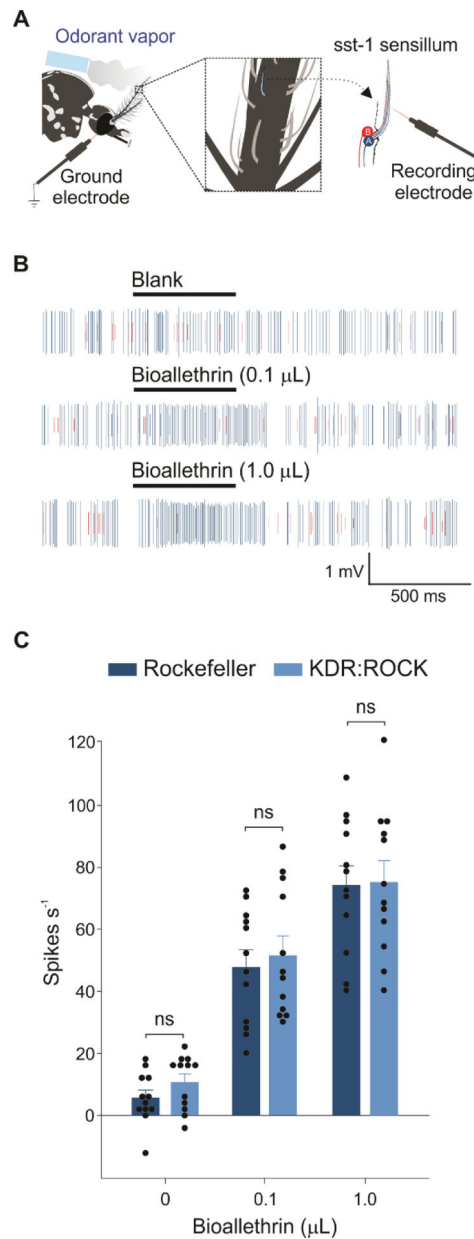 A
Odorant vapor
sst-1 sensillum
B
A
Ground
electrode
Recording
electrode
B
Blank
Bioallethrin (0.1 µL)
Bioallethrin (1.0 µL)
1 mV
500 ms
C
Rockefeller KDR:ROCK
ns
ns
ns
120
100
80
60
40
20
0
Spikes s⁻¹
0 0.1 1.0
Bioallethrin (µL)